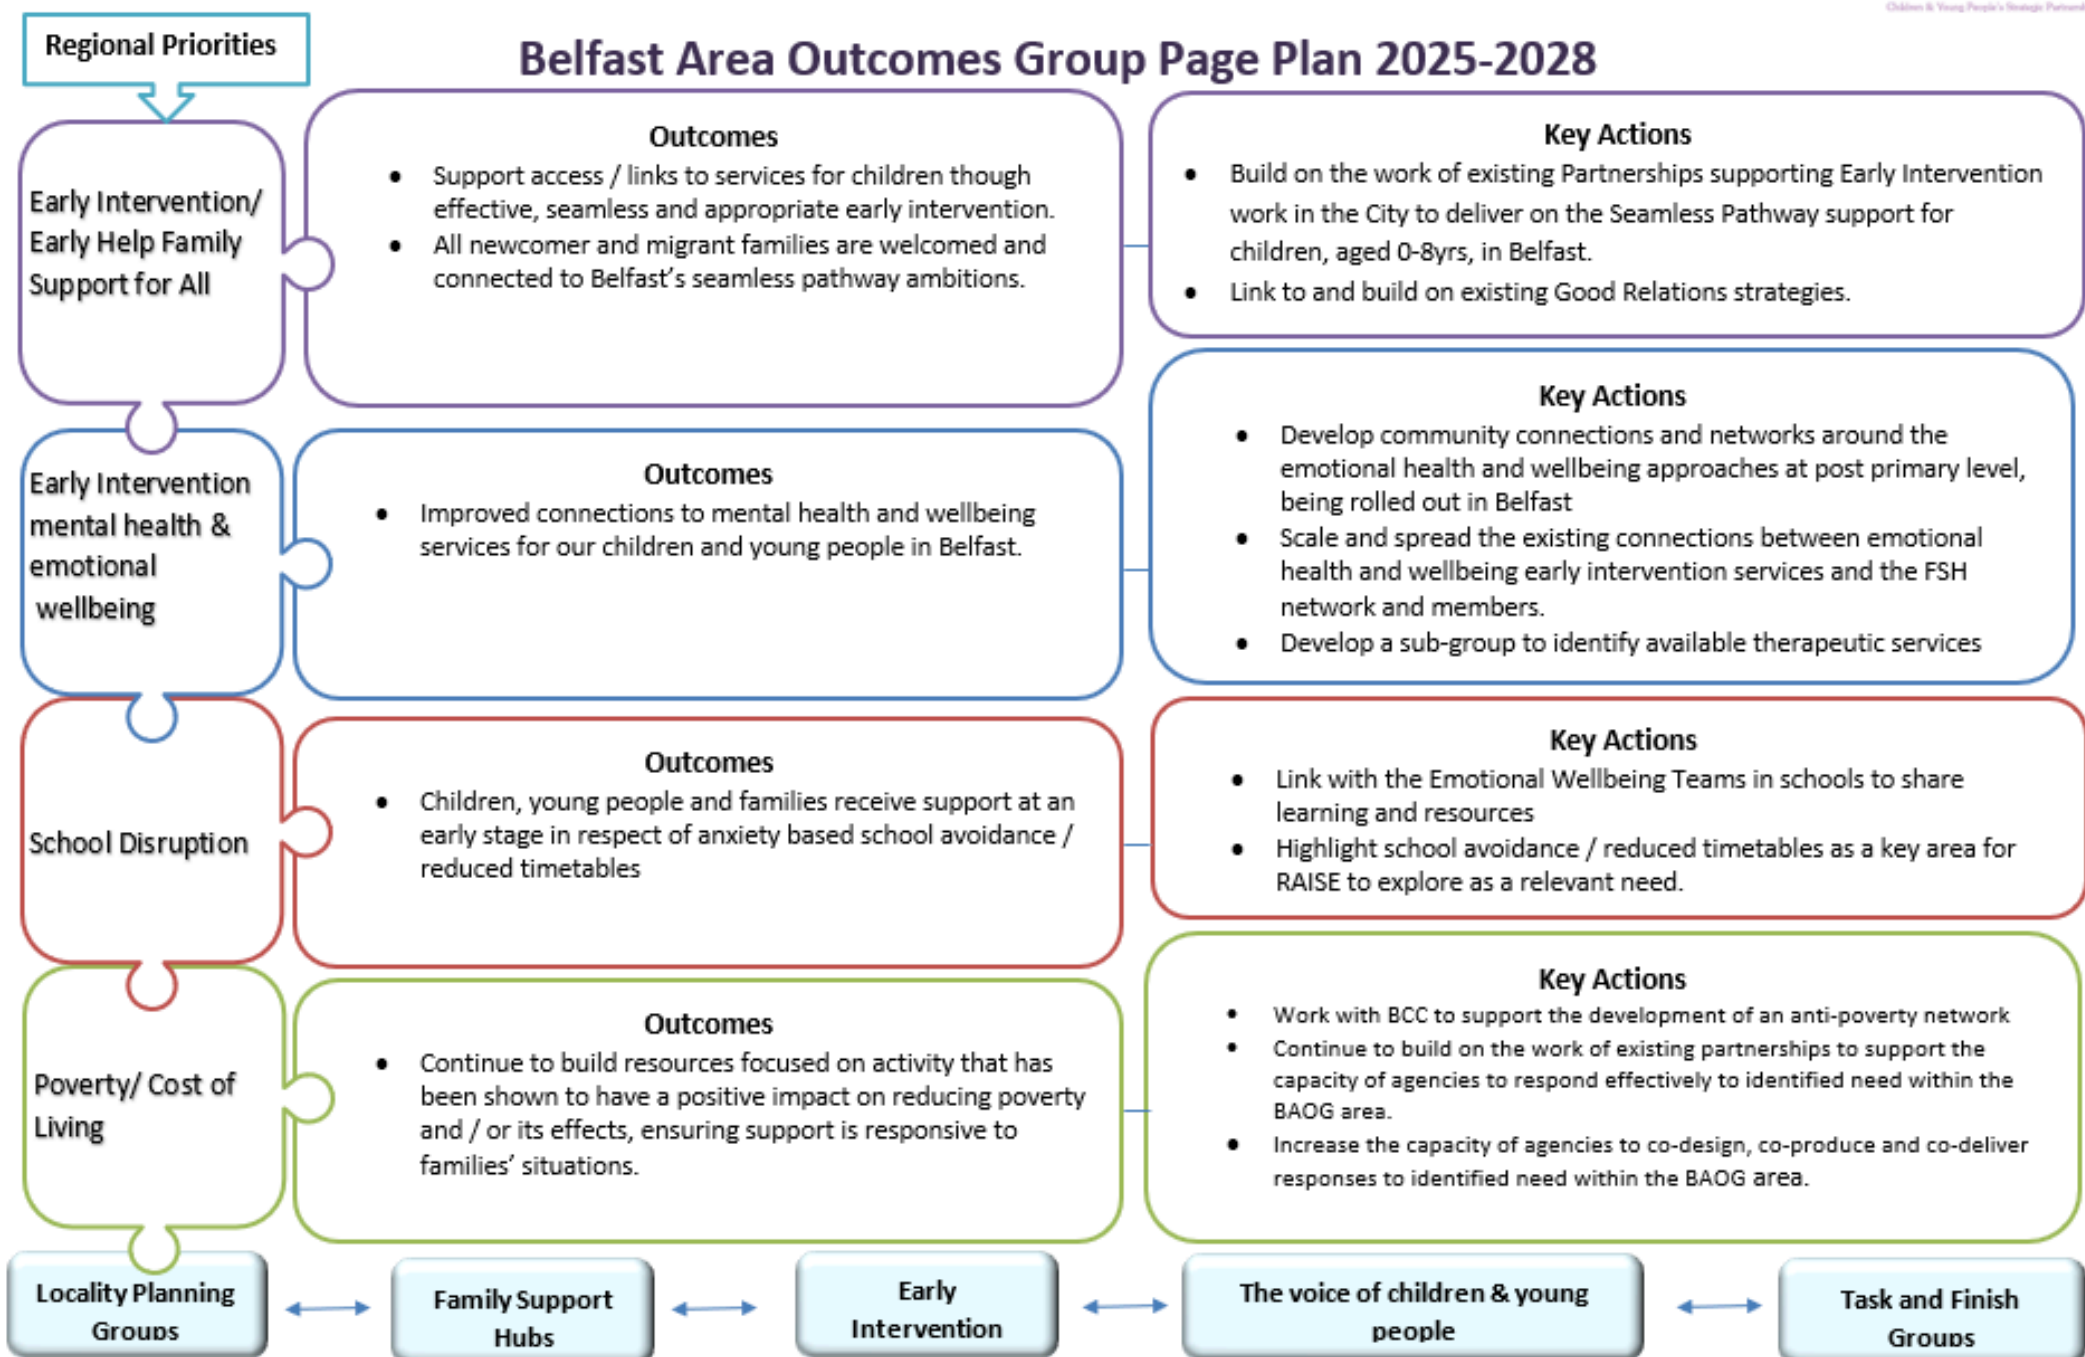 Children & Young People's Strategic
Regional Priorities
Belfast Area Outcomes Group Page Plan 2025-2028
Early Intervention/
Early Help Family
Support for All
Outcomes
• Support access / links to services for children though
effective, seamless and appropriate early intervention.
• All newcomer and migrant families are welcomed and
connected to Belfast's seamless pathway ambitions.
Key Actions
• Build on the work of existing Partnerships supporting Early Intervention
work in the City to deliver on the Seamless Pathway support for
children, aged 0-8yrs, in Belfast.
• Link to and build on existing Good Relations strategies.
Early Intervention
mental health &
emotional
wellbeing
Outcomes
• Improved connections to mental health and wellbeing
services for our children and young people in Belfast.
Key Actions
• Develop community connections and networks around the
emotional health and wellbeing approaches at post primary level,
being rolled out in Belfast
• Scale and spread the existing connections between emotional
health and wellbeing early intervention services and the FSH
network and members.
• Develop a sub-group to identify available therapeutic services
School Disruption
Outcomes
• Children, young people and families receive support at an
early stage in respect of anxiety based school avoidance /
reduced timetables
Key Actions
• Link with the Emotional Wellbeing Teams in schools to share
learning and resources
• Highlight school avoidance / reduced timetables as a key area for
RAISE to explore as a relevant need.
Poverty/ Cost of
Living
Outcomes
• Continue to build resources focused on activity that has
been shown to have a positive impact on reducing poverty
and / or its effects, ensuring support is responsive to
families' situations.
Key Actions
• Work with BCC to support the development of an anti-poverty network
• Continue to build on the work of existing partnerships to support the
capacity of agencies to respond effectively to identified need within the
BAOG area.
• Increase the capacity of agencies to co-design, co-produce and co-deliver
responses to identified need within the BAOG area.
Locality Planning
Groups
Family Support
Hubs
Early
Intervention
The voice of children & young
people
Task and Finish
Groups